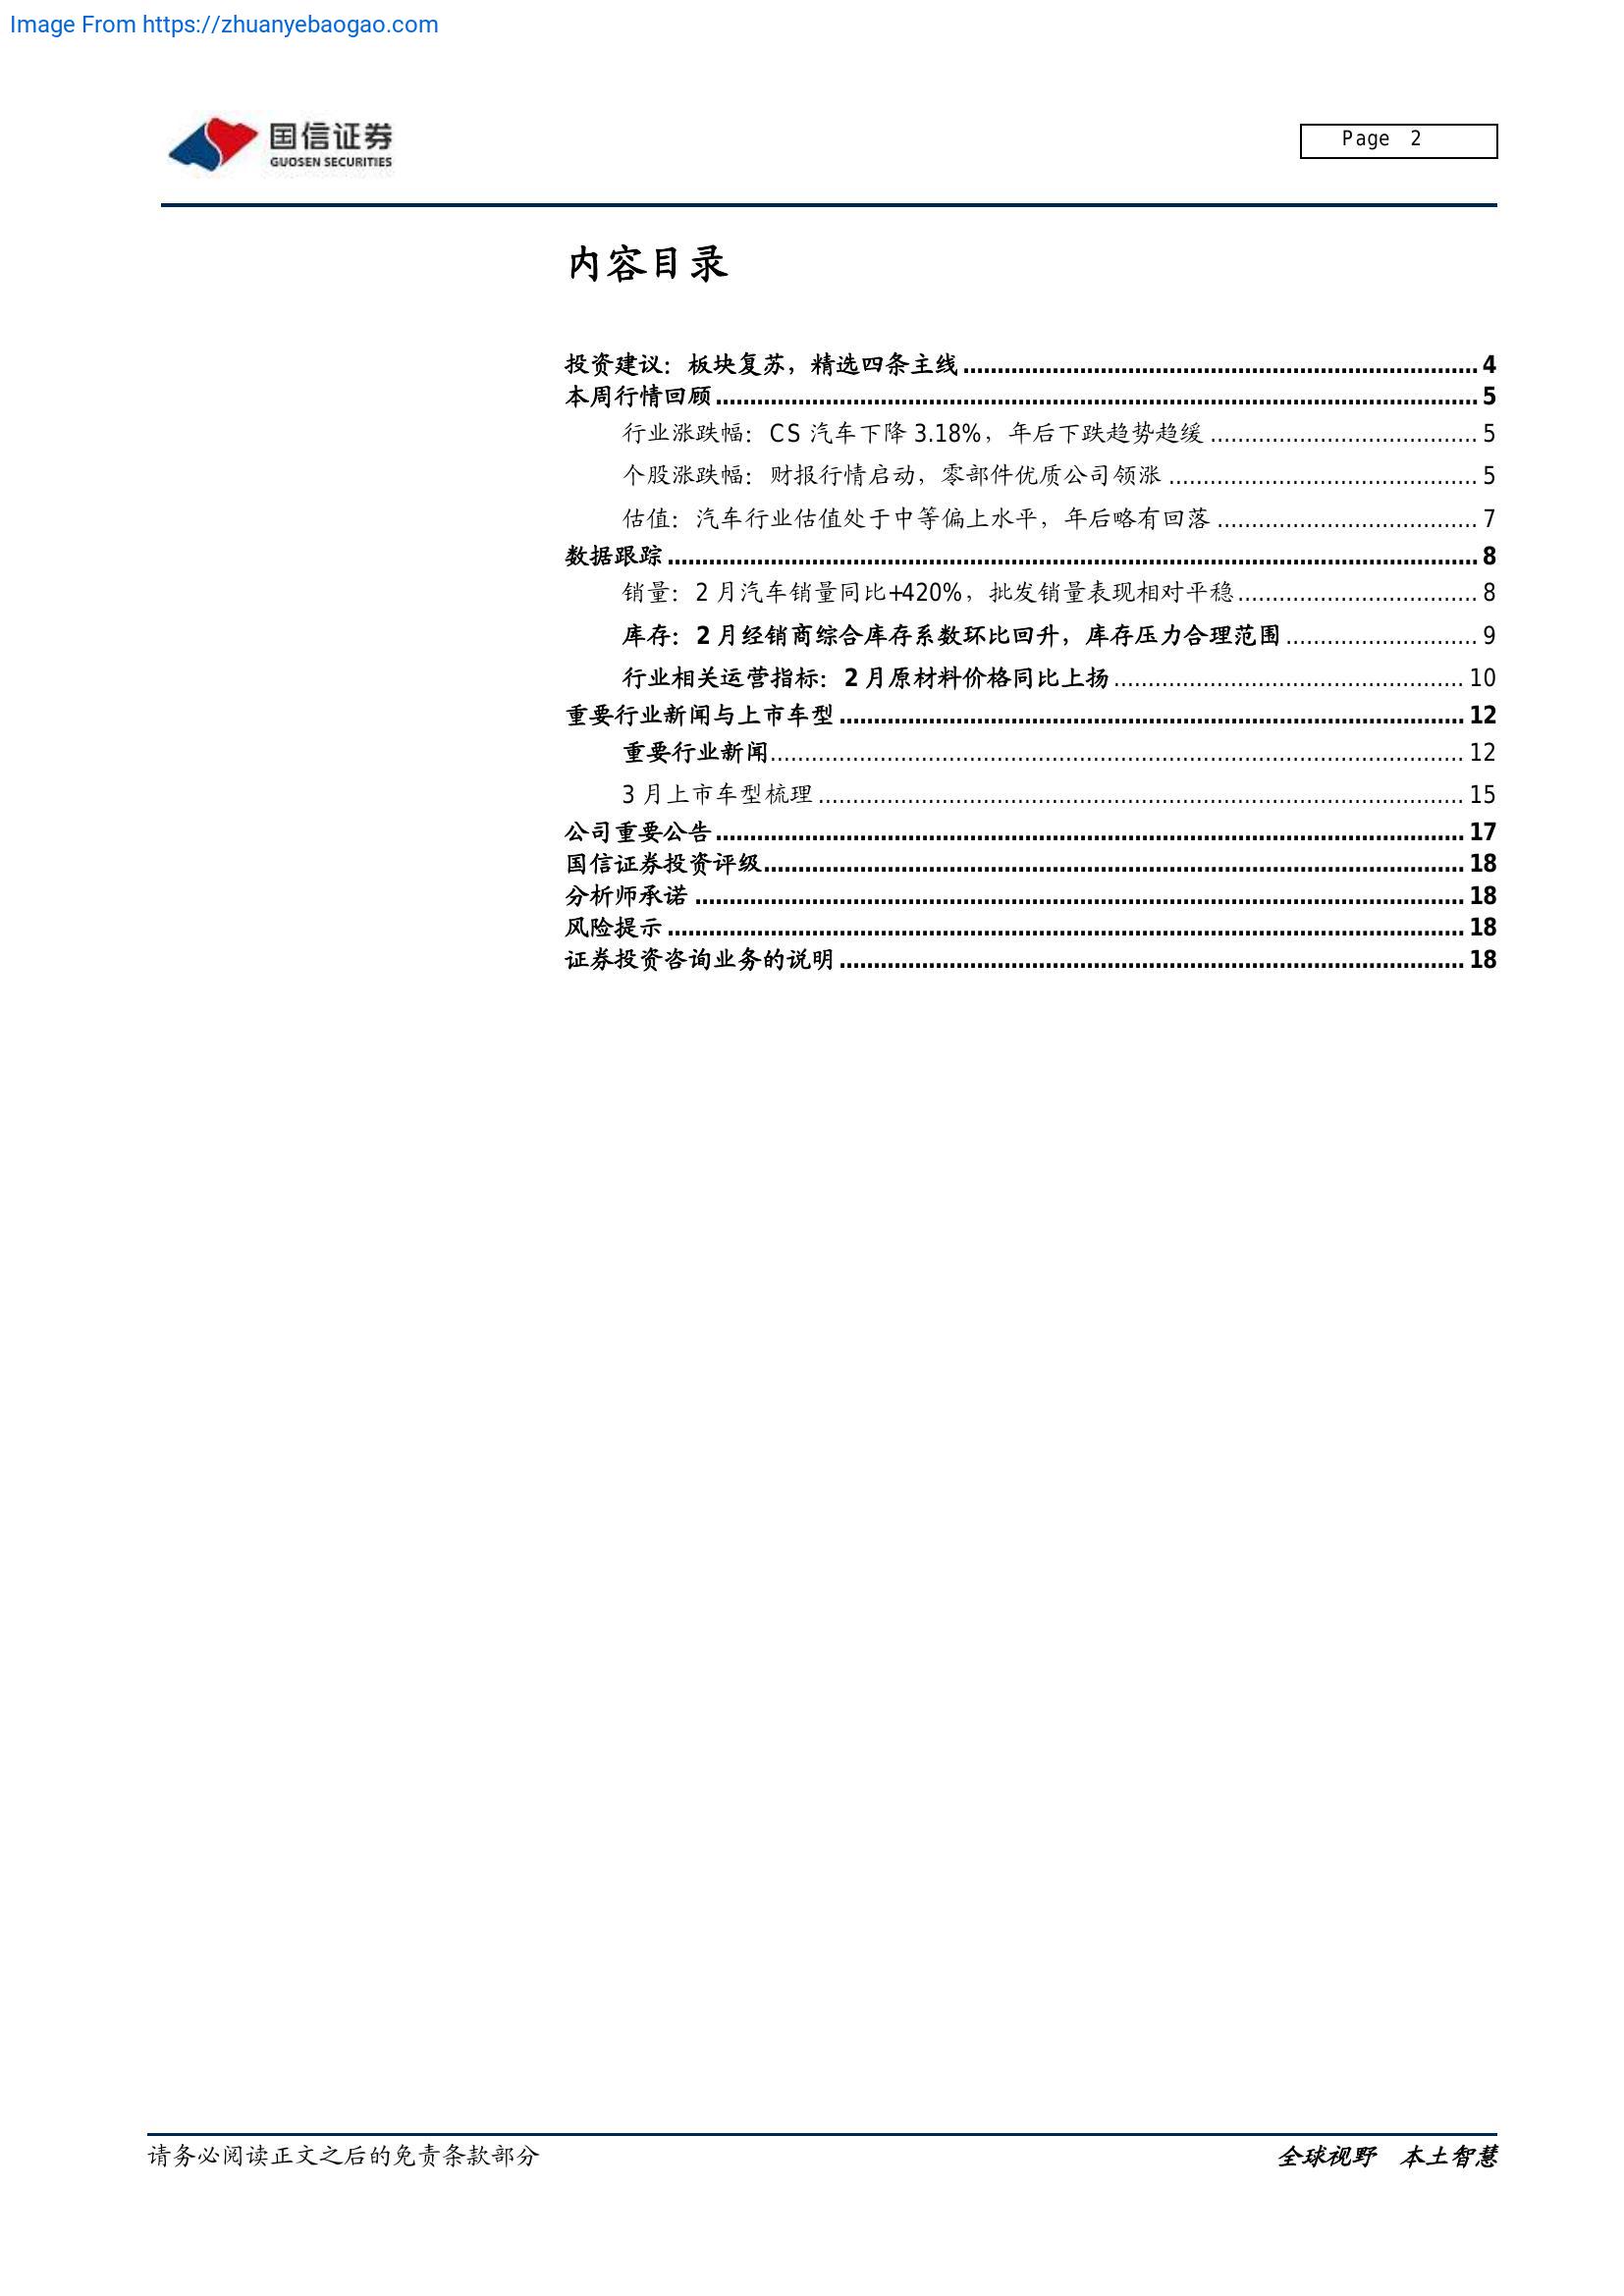 Image From https://zhuanyebaogao.com
国信证券
GUOSEN SECURITIES
Page 2
内容目录
投资建议：板块复苏，精选四条主线 4
本周行情回顾 5
行业涨跌幅：CS 汽车下降 3.18%，年后下跌趋势趋缓 5
个股涨跌幅：财报行情启动，零部件优质公司领涨 5
估值：汽车行业估值处于中等偏上水平，年后略有回落 7
数据跟踪 8
销量：2 月汽车销量同比+420%，批发销量表现相对平稳 8
库存：2 月经销商综合库存系数环比回升，库存压力合理范围 9
行业相关运营指标：2 月原材料价格同比上扬 10
重要行业新闻与上市车型 12
重要行业新闻 12
3 月上市车型梳理 15
公司重要公告 17
国信证券投资评级 18
分析师承诺 18
风险提示 18
证券投资咨询业务的说明 18
请务必阅读正文之后的免责条款部分
全球视野 本土智慧